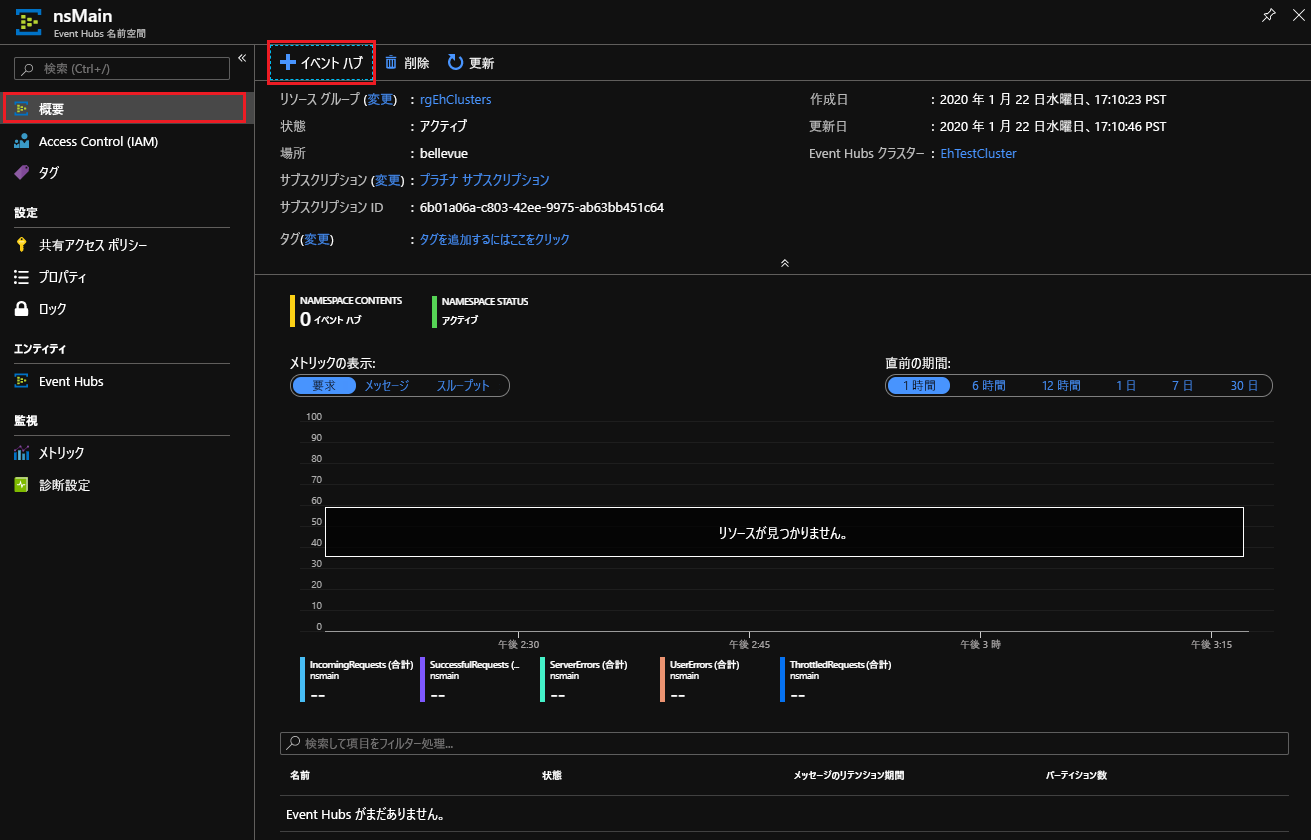 nsMain
Event Hubs 名前空間
検索 (Ctrl+/)
概要
Access Control (IAM)
タグ
設定
共有アクセス ポリシー
プロパティ
ロック
エンティティ
Event Hubs
監視
メトリック
診断設定
イベント ハブ 削除 更新
リソース グループ (変更) : rgEhClusters
状態 : アクティブ
場所 : bellevue
サブスクリプション (変更) : プラチナ サブスクリプション
サブスクリプション ID : 6b01a06a-c803-42ee-9975-ab63bb451c64
タグ(変更) : タグを追加するにはここをクリック
作成日 : 2020 年 1 月 22 日水曜日、17:10:23 PST
更新日 : 2020 年 1 月 22 日水曜日、17:10:46 PST
Event Hubs クラスター : EhTestCluster
NAMESPACE CONTENTS
0 イベント ハブ
NAMESPACE STATUS
アクティブ
メトリックの表示:
要求 メッセージ スループット
直前の期間:
1 時間 6 時間 12 時間 1 日 7 日 30 日
100
90
80
70
60
50
40
30
20
10
0
リソースが見つかりません。
午後 2:30 午後 2:45 午後 3 時 午後 3:15
IncomingRequests (合計)
nsmain
--
SuccessfulRequests (...
nsmain
--
ServerErrors (合計)
nsmain
--
UserErrors (合計)
nsmain
--
ThrottledRequests (合計)
nsmain
--
検索して項目をフィルター処理...
名前 状態 メッセージのリテンション期間 パーティション数
Event Hubs がまだありません。